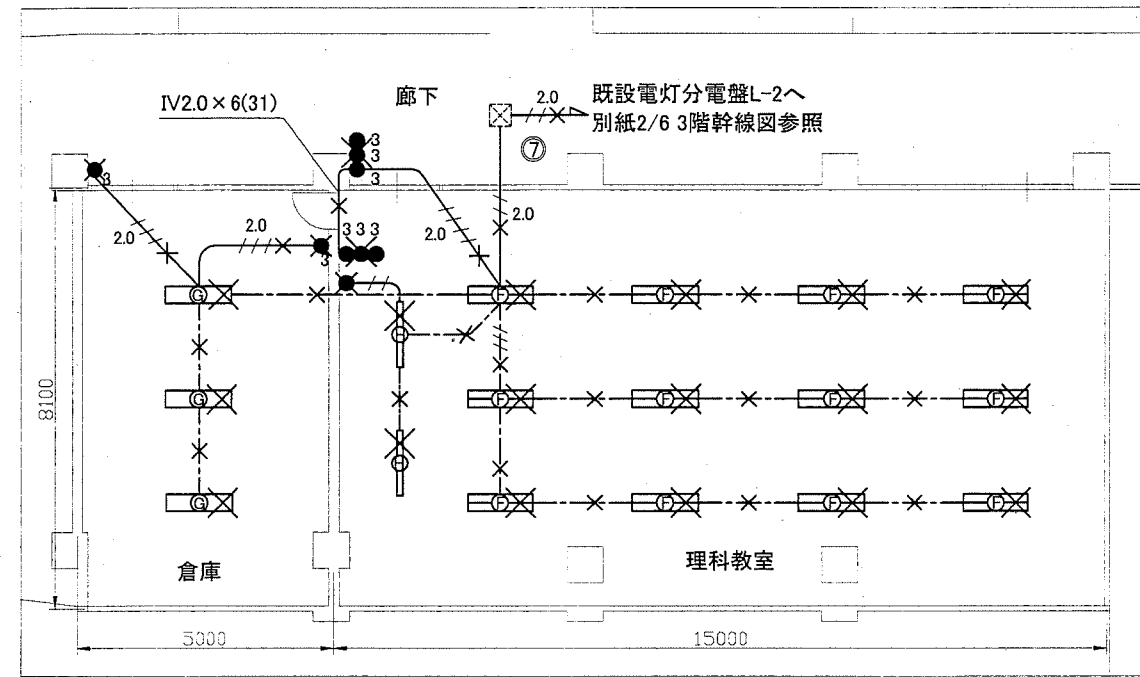 廊下
2.0
既設電灯分電盤L-2へ
別紙2/6 3階幹線図参照
IV2.0×6(31)
⑦
3
3
3
3
2.0
2.0
3
3 3 3
2.0
2.0
G
F
F
F
F
H
G
F
F
F
F
H
G
F
F
F
F
8100
倉庫
理科教室
5000
15000